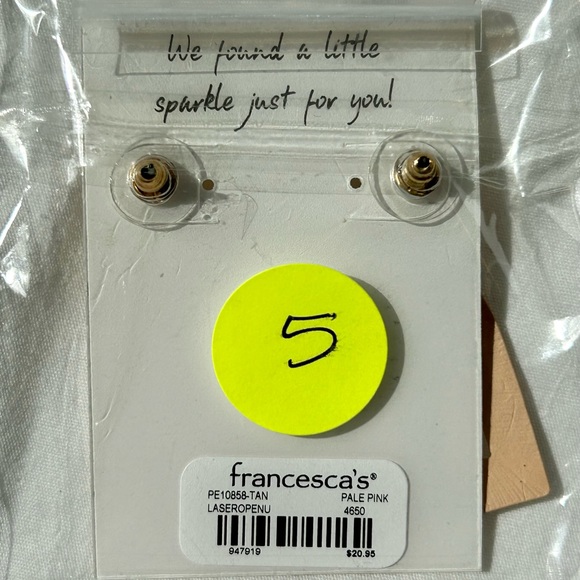 We found a little
sparkle just for you!
5
francesca's®
PE10858-TAN PALE PINK
LASEROPENU 4650
947919 $20.95